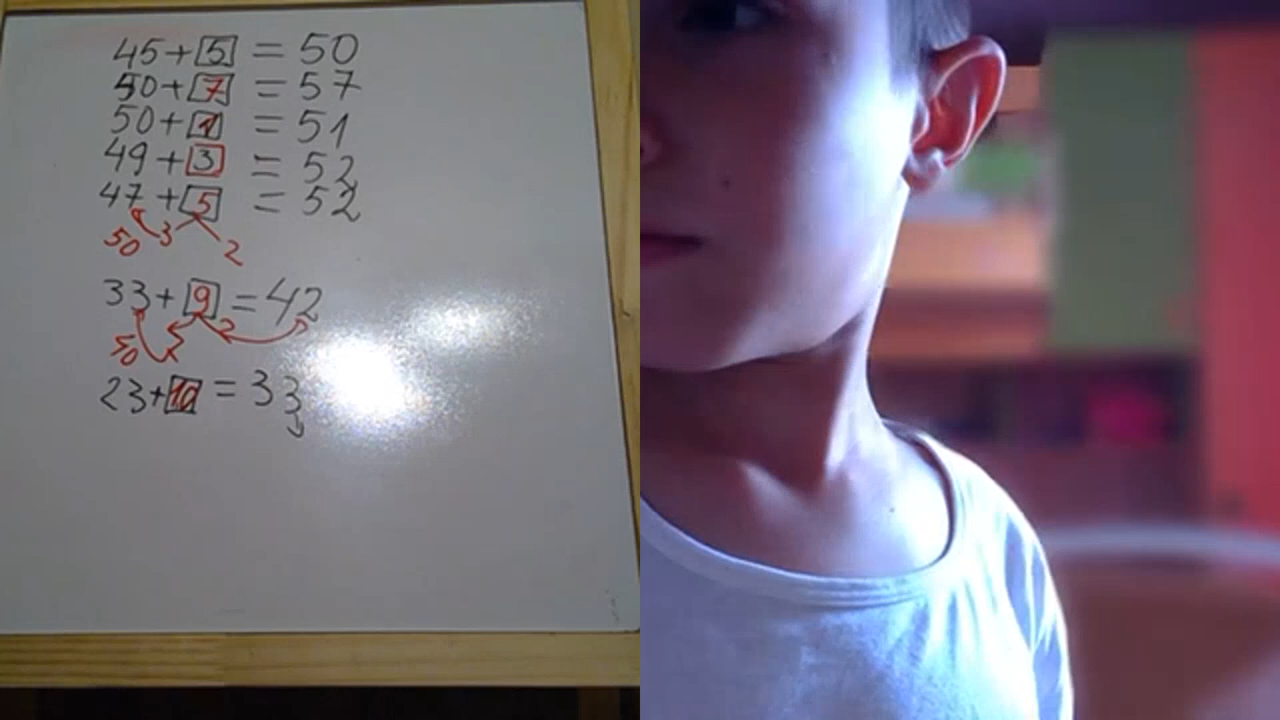 45+5 = 50
50+7 = 57
50+1 = 51
49+3 = 52
47+5 = 52
50 3 2
33+9 = 42
2
23+10 = 33